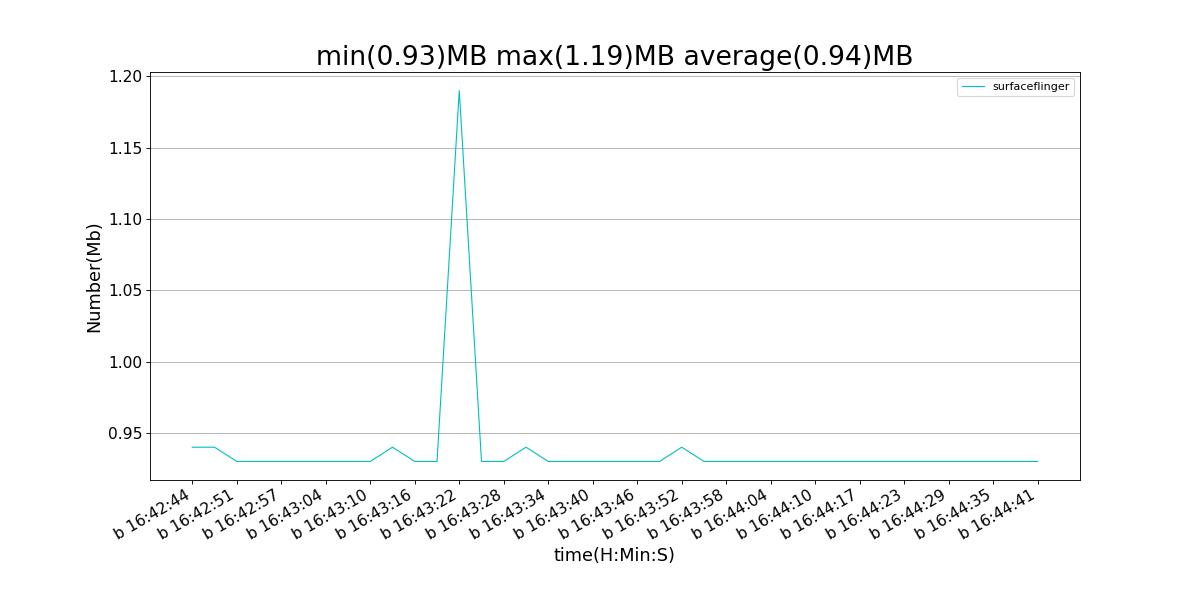 min(0.93)MB max(1.19)MB average(0.94)MB
surfaceflinger
Number(Mb)
1.20
1.15
1.10
1.05
1.00
0.95
b 16:42:44
b 16:42:51
b 16:42:57
b 16:43:04
b 16:43:10
b 16:43:16
b 16:43:22
b 16:43:28
b 16:43:34
b 16:43:40
b 16:43:46
b 16:43:52
b 16:43:58
b 16:44:04
b 16:44:10
b 16:44:17
b 16:44:23
b 16:44:29
b 16:44:35
b 16:44:41
time(H:Min:S)